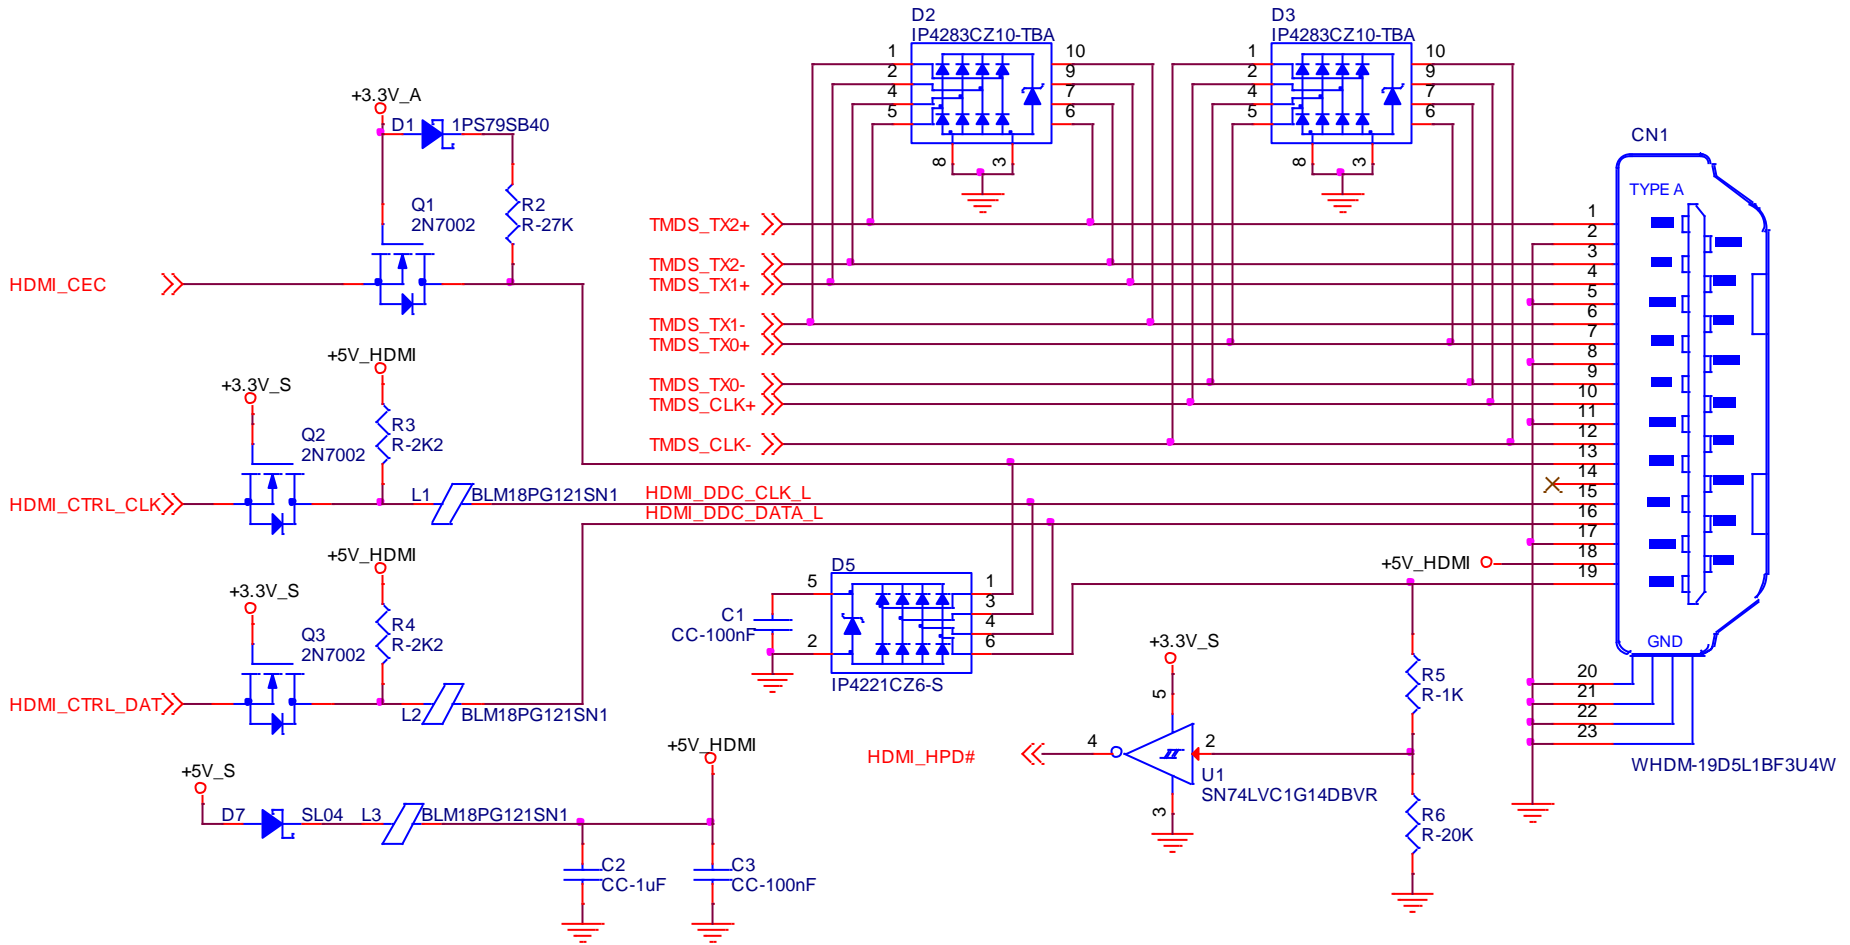 D2
IP4283CZ10-TBA
1
2
4
5
10
9
7
6
8
3
D3
IP4283CZ10-TBA
1
2
4
5
10
9
7
6
8
3
+3.3V_A
D1
1PS79SB40
Q1
2N7002
R2
R-27K
HDMI_CEC
TMDS_TX2+
TMDS_TX2-
TMDS_TX1+
TMDS_TX1-
TMDS_TX0+
TMDS_TX0-
TMDS_CLK+
TMDS_CLK-
CN1
TYPE A
1
2
3
4
5
6
7
8
9
10
11
12
13
14
15
16
17
18
19
GND
20
21
22
23
WHDM-19D5L1BF3U4W
+5V_HDMI
+3.3V_S
R3
R-2K2
Q2
2N7002
HDMI_CTRL_CLK
L1
BLM18PG121SN1
HDMI_DDC_CLK_L
HDMI_DDC_DATA_L
+5V_HDMI
+3.3V_S
R4
R-2K2
Q3
2N7002
HDMI_CTRL_DAT
L2
BLM18PG121SN1
D5
5
2
1
3
4
6
IP4221CZ6-S
C1
CC-100nF
+5V_HDMI
+3.3V_S
5
4
2
3
HDMI_HPD#
U1
SN74LVC1G14DBVR
R5
R-1K
R6
R-20K
+5V_S
D7
SL04
L3
BLM18PG121SN1
+5V_HDMI
C2
CC-1uF
C3
CC-100nF